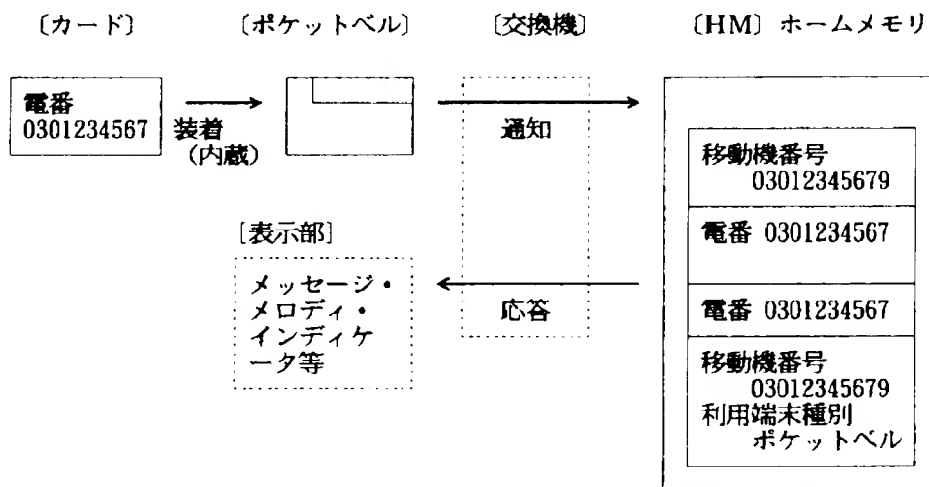 〔カード〕 〔ポケットベル〕 〔交換機〕 〔HM〕ホームメモリ
電番
0301234567
装着
(内蔵)
通知
移動機番号
03012345679
電番 0301234567
[表示部]
メッセージ・
メロディ・
インディケ
ータ等
応答
電番 0301234567
移動機番号
03012345679
利用端末種別
ポケットベル